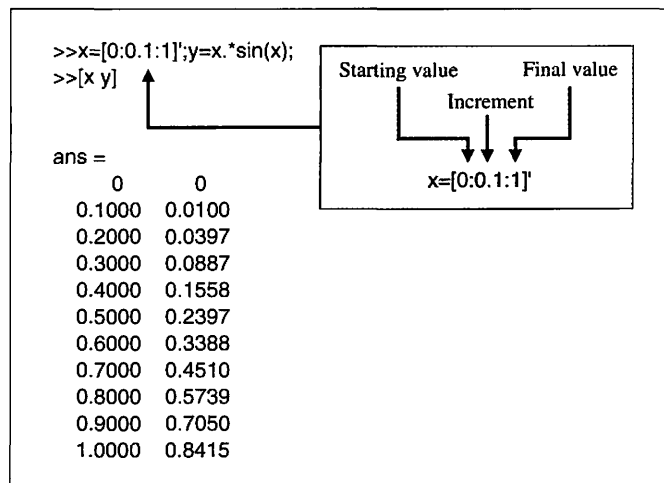 >>x=[0:0.1:1]';y=x.*sin(x);
>>[x y]
Starting value Final value
Increment
x=[0:0.1:1]'
ans =
0 0
0.1000 0.0100
0.2000 0.0397
0.3000 0.0887
0.4000 0.1558
0.5000 0.2397
0.6000 0.3388
0.7000 0.4510
0.8000 0.5739
0.9000 0.7050
1.0000 0.8415